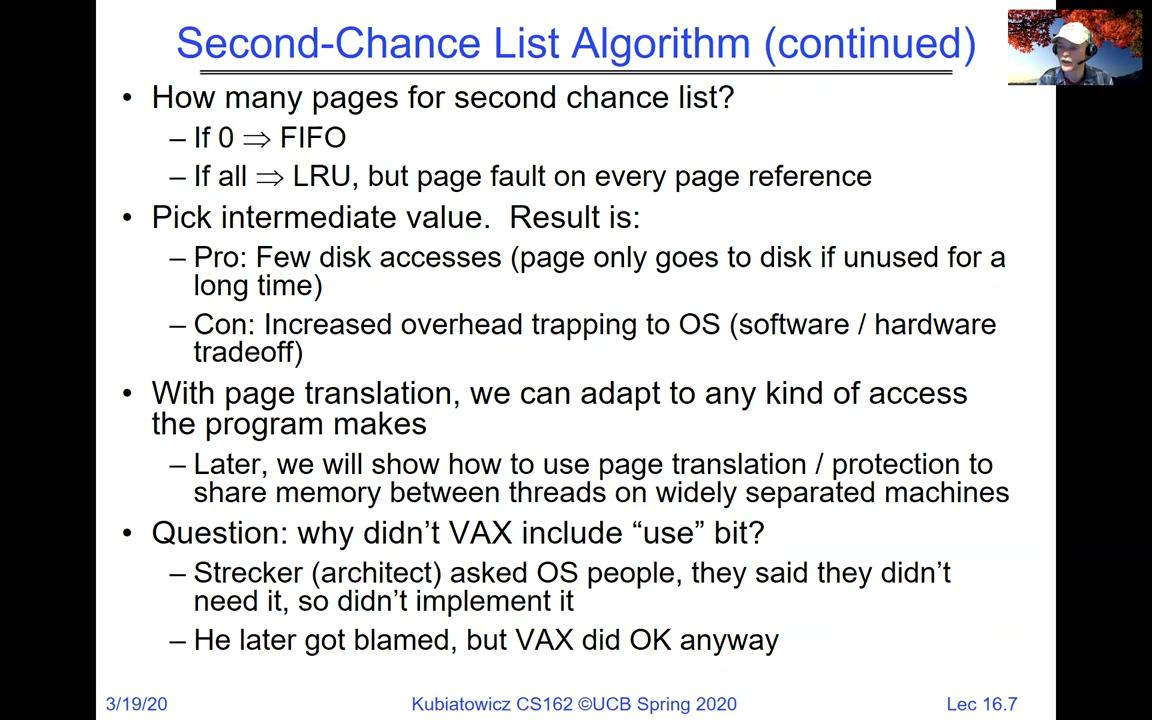 Second-Chance List Algorithm (continued)
• How many pages for second chance list?
– If 0 ⇒ FIFO
– If all ⇒ LRU, but page fault on every page reference
• Pick intermediate value.  Result is:
– Pro: Few disk accesses (page only goes to disk if unused for a
long time)
– Con: Increased overhead trapping to OS (software / hardware
tradeoff)
• With page translation, we can adapt to any kind of access
the program makes
– Later, we will show how to use page translation / protection to
share memory between threads on widely separated machines
• Question: why didn’t VAX include “use” bit?
– Strecker (architect) asked OS people, they said they didn’t
need it, so didn’t implement it
– He later got blamed, but VAX did OK anyway
3/19/20 Kubiatowicz CS162 ©UCB Spring 2020 Lec 16.7